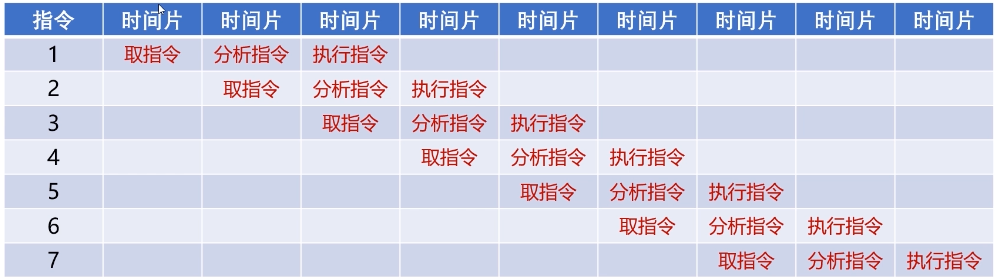 指令 时间片 时间片 时间片 时间片 时间片 时间片 时间片 时间片 时间片
1 取指令 分析指令 执行指令
2 取指令 分析指令 执行指令
3 取指令 分析指令 执行指令
4 取指令 分析指令 执行指令
5 取指令 分析指令 执行指令
6 取指令 分析指令 执行指令
7 取指令 分析指令 执行指令